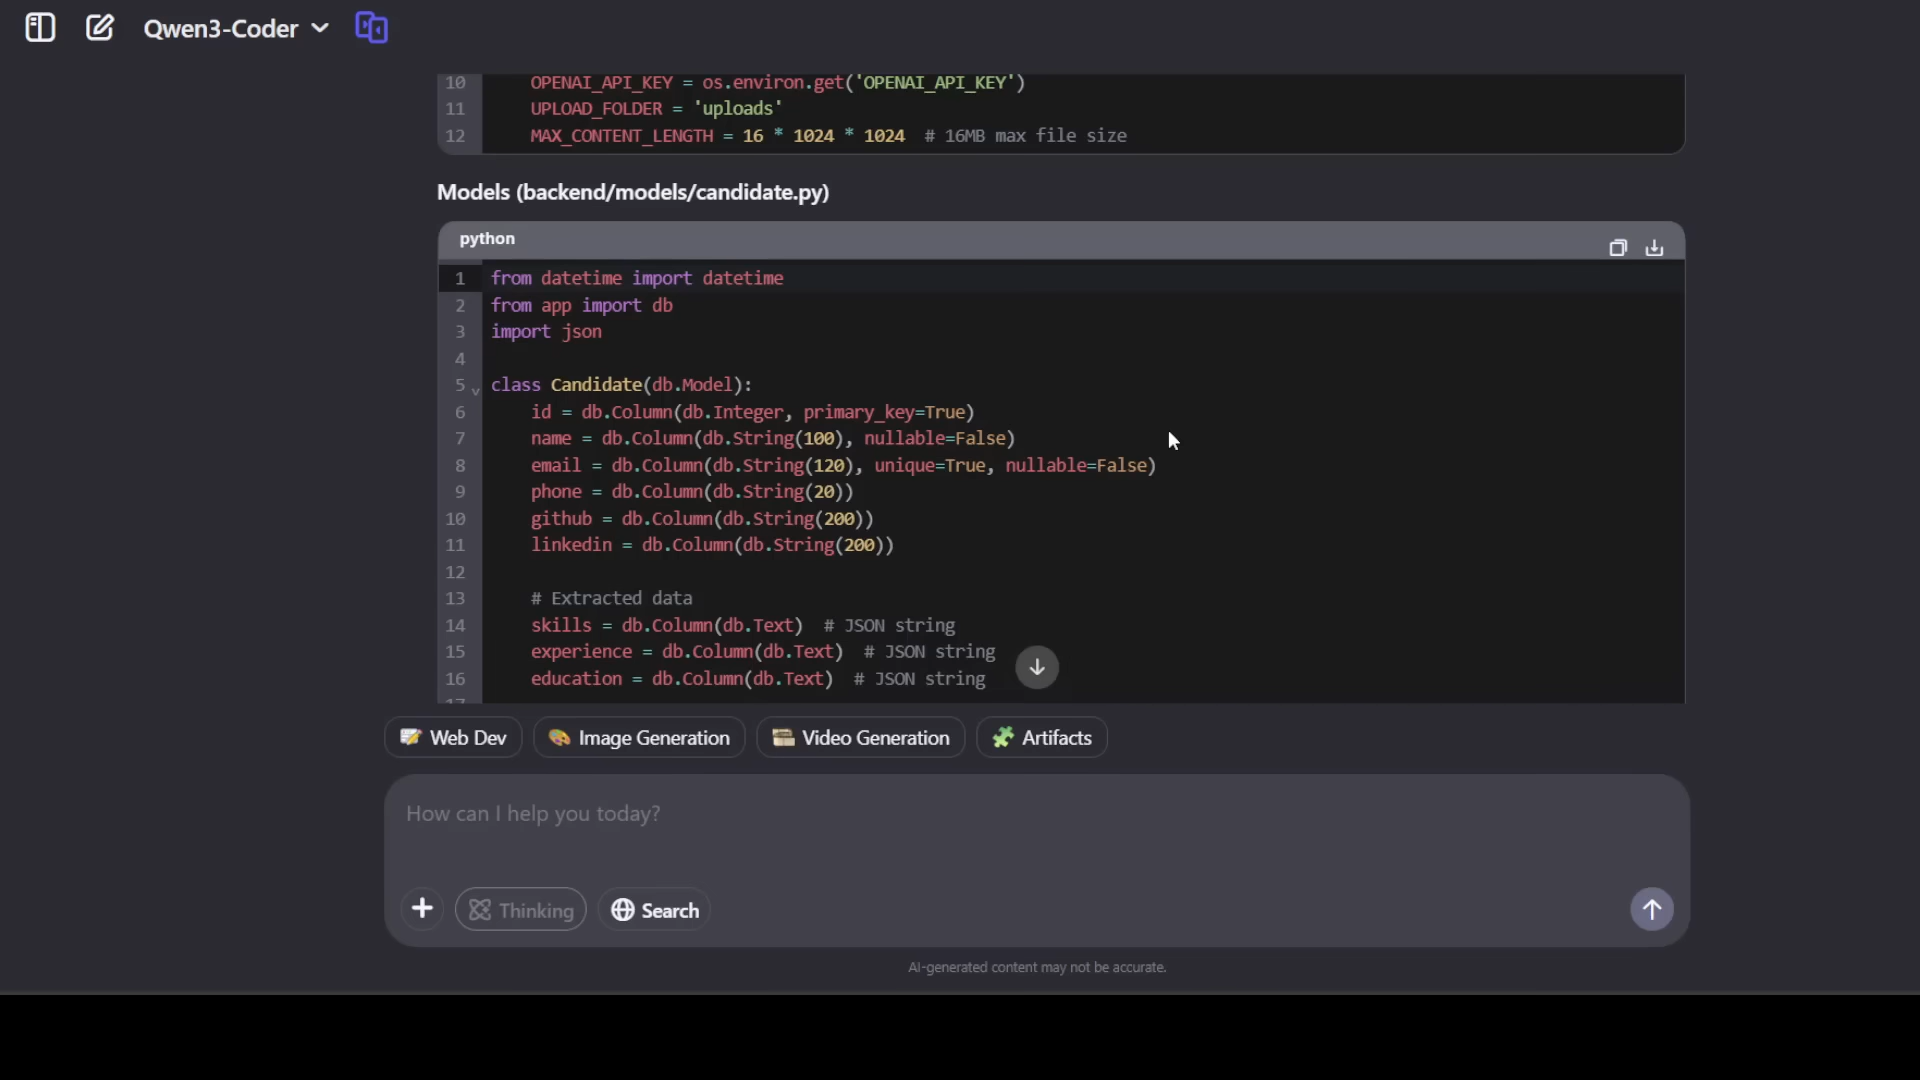 Qwen3-Coder
10 OPENAI_API_KEY = os.environ.get('OPENAI_API_KEY')
11 UPLOAD_FOLDER = 'uploads'
12 MAX_CONTENT_LENGTH = 16 * 1024 * 1024 # 16MB max file size
Models (backend/models/candidate.py)
python
1 from datetime import datetime
2 from app import db
3 import json
4
5 class Candidate(db.Model):
6 id = db.Column(db.Integer, primary_key=True)
7 name = db.Column(db.String(100), nullable=False)
8 email = db.Column(db.String(120), unique=True, nullable=False)
9 phone = db.Column(db.String(20))
10 github = db.Column(db.String(200))
11 linkedin = db.Column(db.String(200))
12
13 # Extracted data
14 skills = db.Column(db.Text) # JSON string
15 experience = db.Column(db.Text) # JSON string
16 education = db.Column(db.Text) # JSON string
17
Web Dev Image Generation Video Generation Artifacts
How can I help you today?
Thinking Search
AI-generated content may not be accurate.